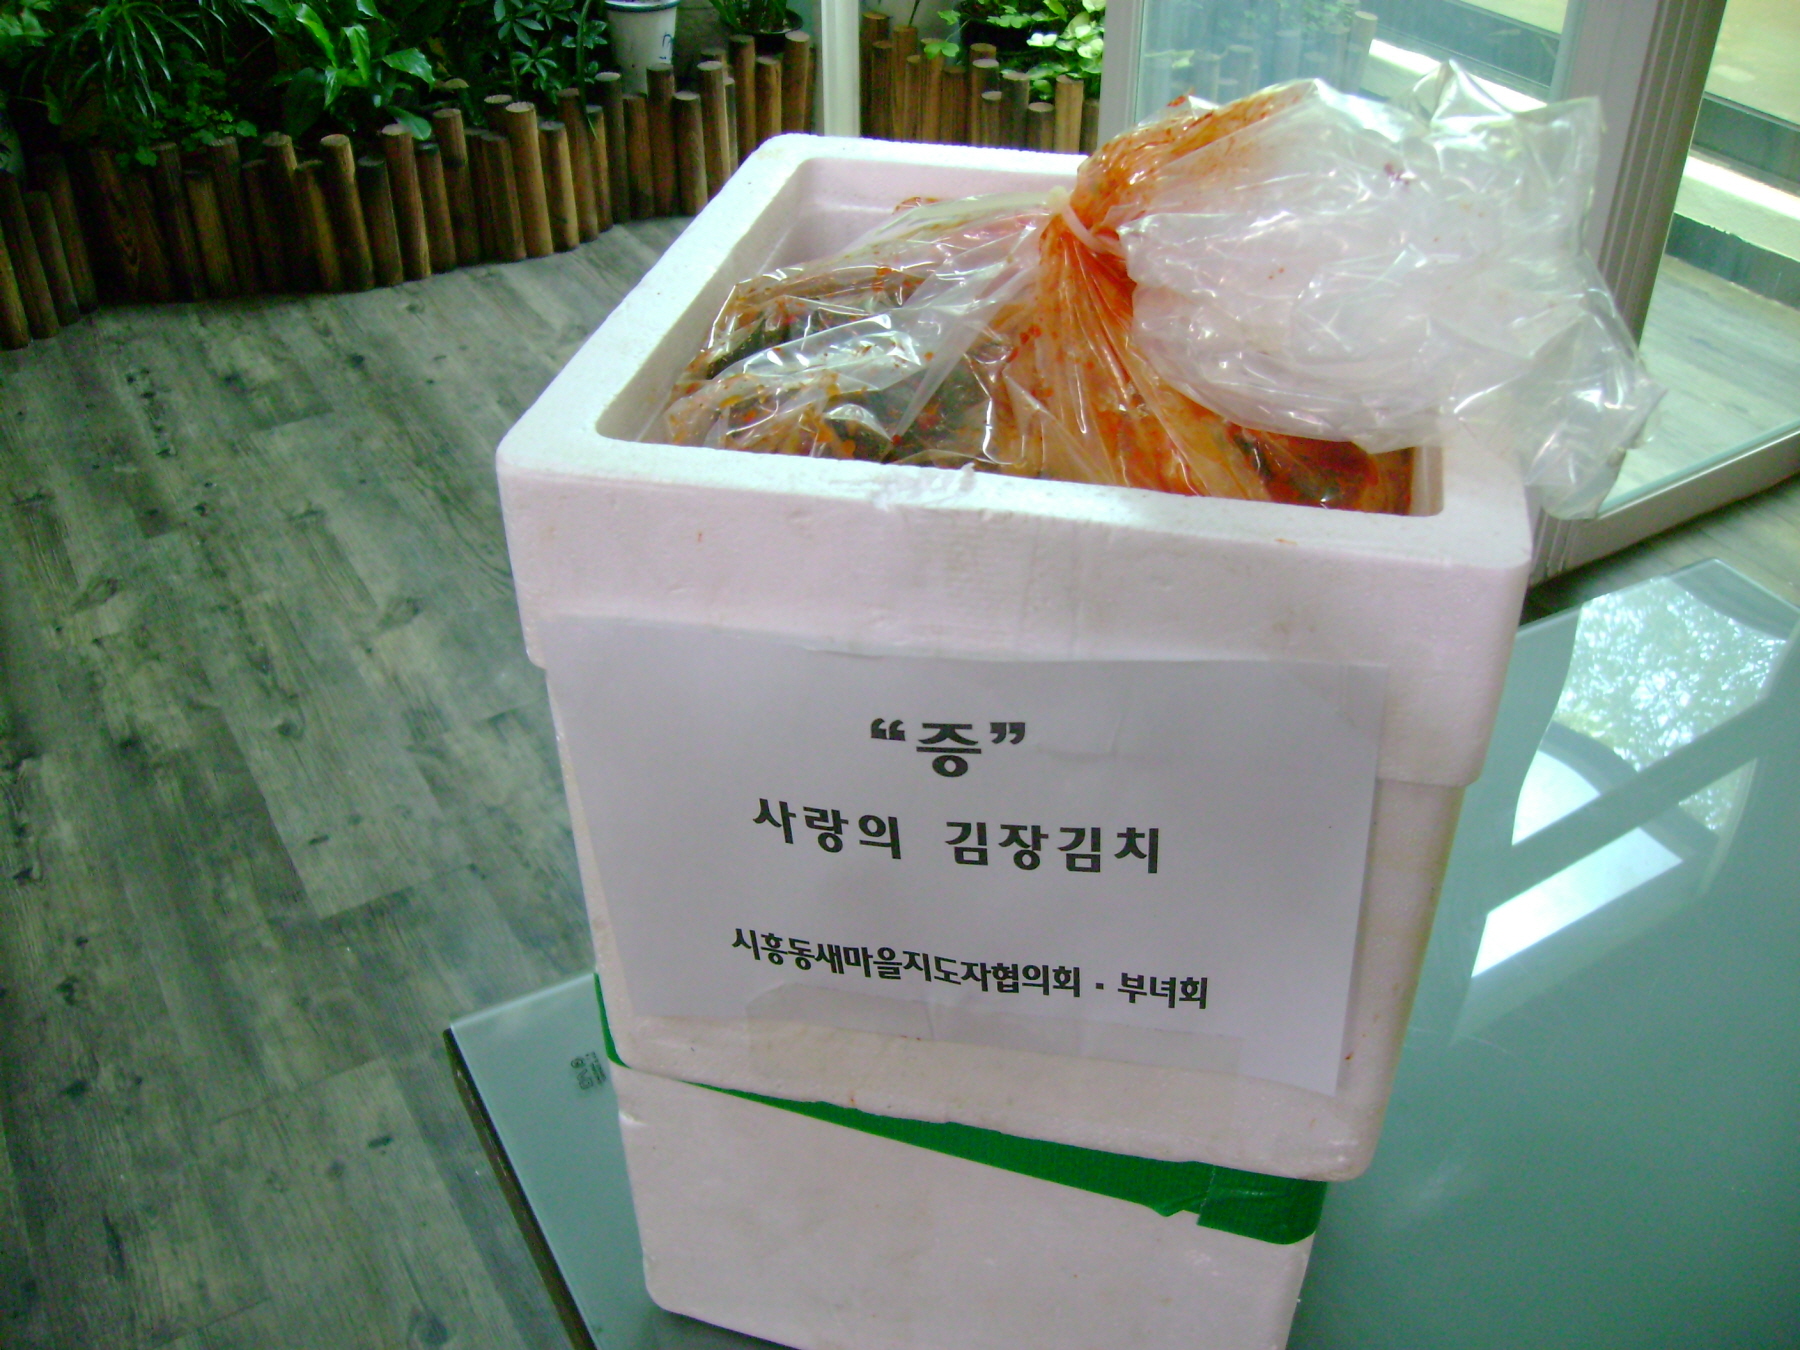 “증”
사랑의 김장김치
시흥동새마을지도자협의회 · 부녀회